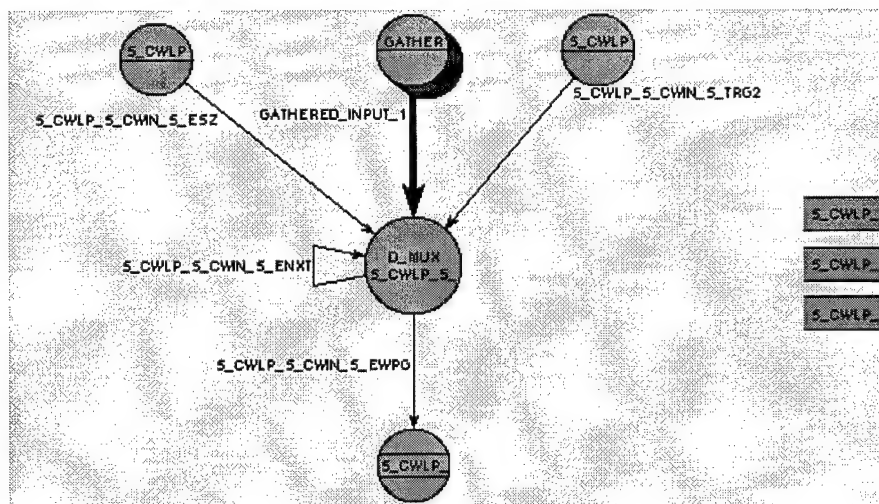 5_CWLP
GATHER
5_CWLP
5_CWLP_5_CWIN_5_ESZ
GATHERED_INPUT_1
5_CWLP_5_CWIN_5_TRG2
5_CWLP_
D_MUX
5_CWLP_5_
5_CWLP_5_CWIN_5_ENXT
5_CWLP_
5_CWLP_
5_CWLP_5_CWIN_5_EWPG
5_CWLP_